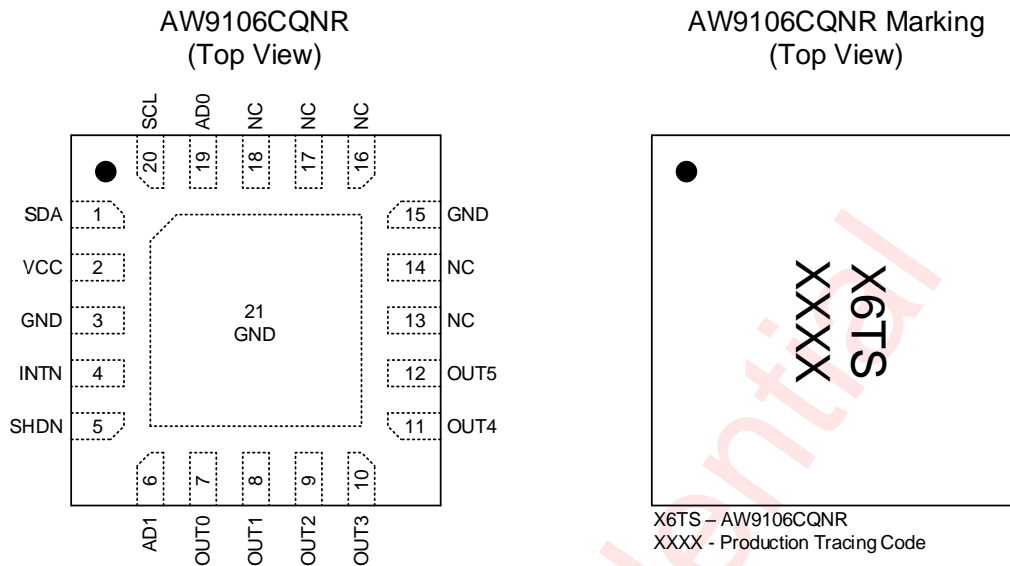 AW9106CQNR
(Top View)
SCL
AD0
NC
NC
NC
20
19
18
17
16
SDA 1
VCC 2
GND 3
INTN 4
SHDN 5
21
GND
15 GND
14 NC
13 NC
12 OUT5
11 OUT4
6
7
8
9
10
AD1
OUT0
OUT1
OUT2
OUT3
AW9106CQNR Marking
(Top View)
X6TS
XXXX
X6TS – AW9106CQNR
XXXX - Production Tracing Code